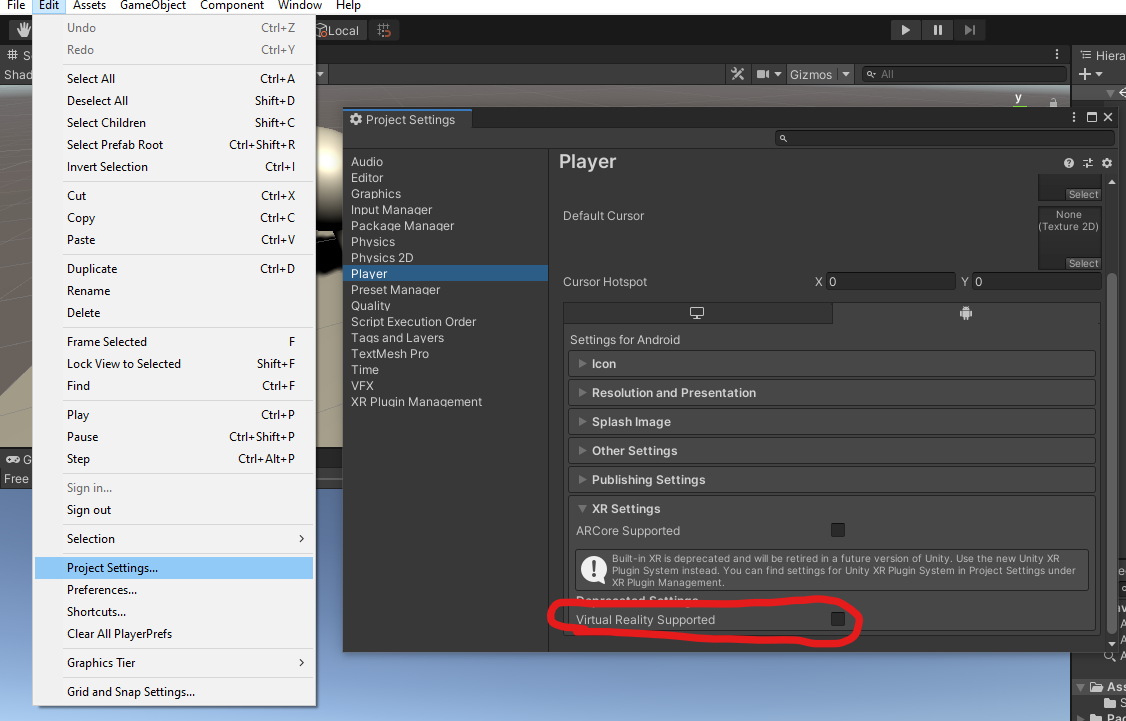 File Edit Assets GameObject Component Window Help
Undo Ctrl+Z
Redo Ctrl+Y
Select All Ctrl+A
Deselect All Shift+D
Select Children Shift+C
Select Prefab Root Ctrl+Shift+R
Invert Selection Ctrl+I
Cut Ctrl+X
Copy Ctrl+C
Paste Ctrl+V
Duplicate Ctrl+D
Rename
Delete
Frame Selected F
Lock View to Selected Shift+F
Find Ctrl+F
Play Ctrl+P
Pause Ctrl+Shift+P
Step Ctrl+Alt+P
Sign in...
Sign out
Selection
Project Settings...
Preferences...
Shortcuts...
Clear All PlayerPrefs
Graphics Tier
Grid and Snap Settings...
Local
Shad
Free
Gizmos
All
Hiera
y
Project Settings
Audio
Editor
Graphics
Input Manager
Package Manager
Physics
Physics 2D
Player
Preset Manager
Quality
Script Execution Order
Tags and Layers
TextMesh Pro
Time
VFX
XR Plugin Management
Player
Select
Default Cursor
None
(Texture 2D)
Select
Cursor Hotspot X 0 Y 0
Settings for Android
Icon
Resolution and Presentation
Splash Image
Other Settings
Publishing Settings
XR Settings
ARCore Supported
Built-in XR is deprecated and will be retired in a future version of Unity. Use the new Unity XR
Plugin System instead. You can find settings for Unity XR Plugin System in Project Settings under
XR Plugin Management.
Deprecated Settings
Virtual Reality Supported
Ass
Pac